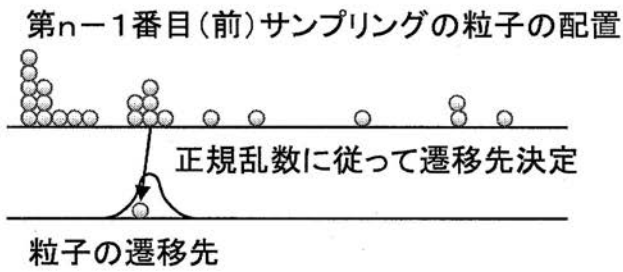 第n－1番目(前)サンプリングの粒子の配置
正規乱数に従って遷移先決定
粒子の遷移先